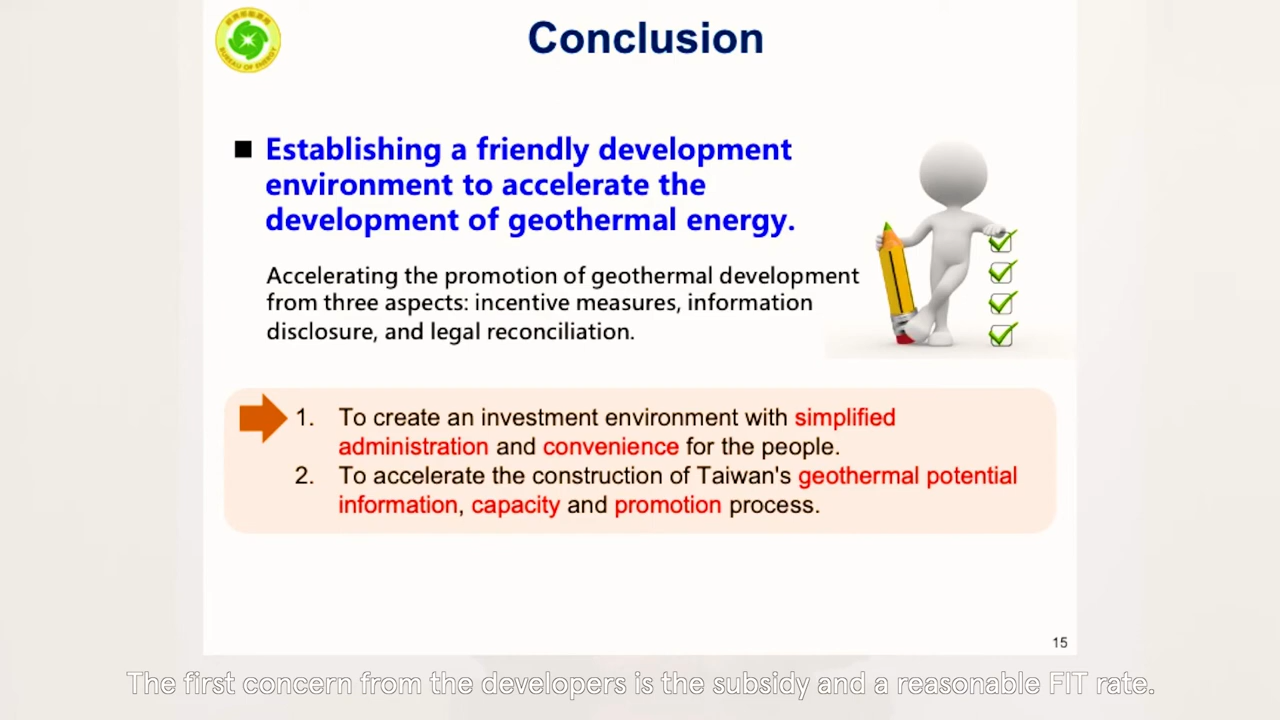 Conclusion
BUREAU OF ENERGY
■ Establishing a friendly development
environment to accelerate the
development of geothermal energy.
Accelerating the promotion of geothermal development
from three aspects: incentive measures, information
disclosure, and legal reconciliation.
1. To create an investment environment with simplified
administration and convenience for the people.
2. To accelerate the construction of Taiwan's geothermal potential
information, capacity and promotion process.
15
The first concern from the developers is the subsidy and a reasonable FIT rate.